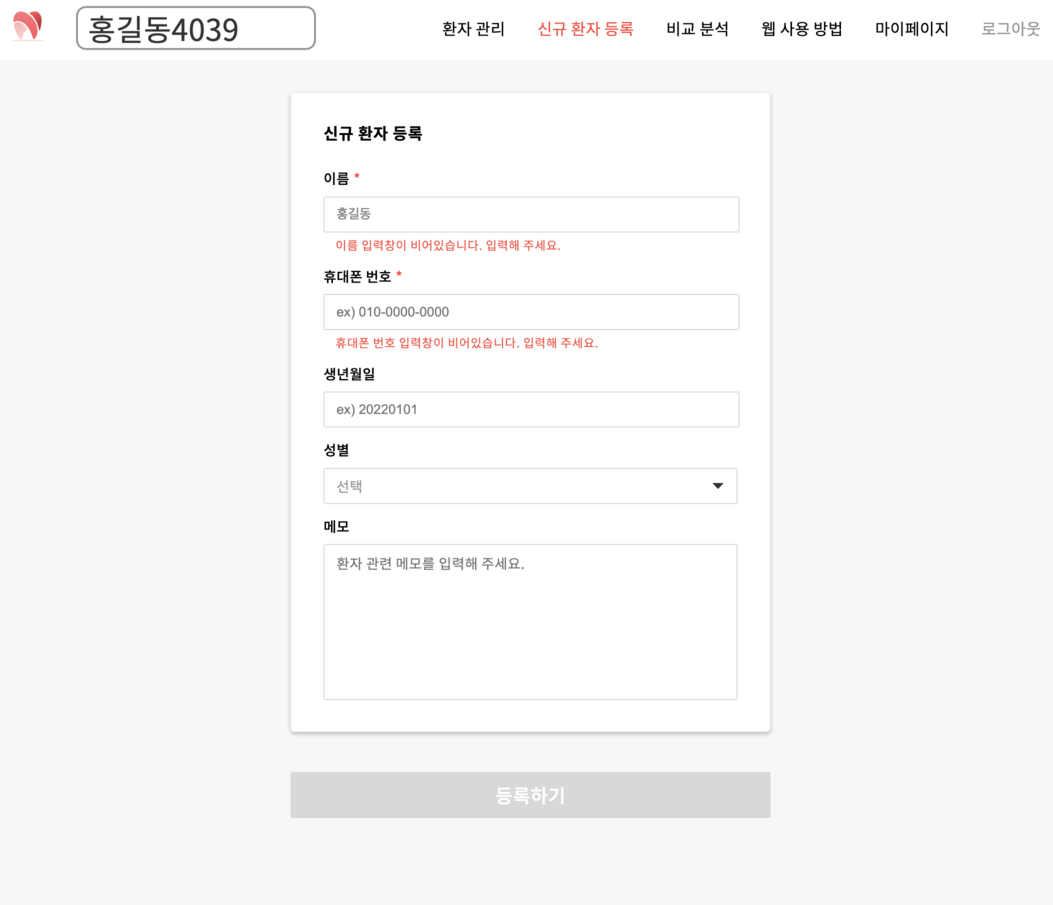 홍길동4039
환자 관리 신규 환자 등록 비교 분석 웹 사용 방법 마이페이지 로그아웃
신규 환자 등록
이름 *
홍길동
이름 입력창이 비어있습니다. 입력해 주세요.
휴대폰 번호 *
ex) 010-0000-0000
휴대폰 번호 입력창이 비어있습니다. 입력해 주세요.
생년월일
ex) 20220101
성별
선택
메모
환자 관련 메모를 입력해 주세요.
등록하기